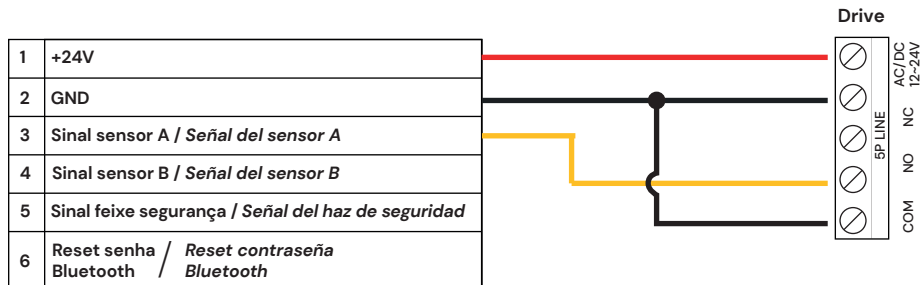 Drive
1 +24V
2 GND
3 Sinal sensor A / Señal del sensor A
4 Sinal sensor B / Señal del sensor B
5 Sinal feixe segurança / Señal del haz de seguridad
6 Reset senha / Reset contraseña
Bluetooth Bluetooth
AC/DC
12~24V
NC
NO
COM
5P LINE